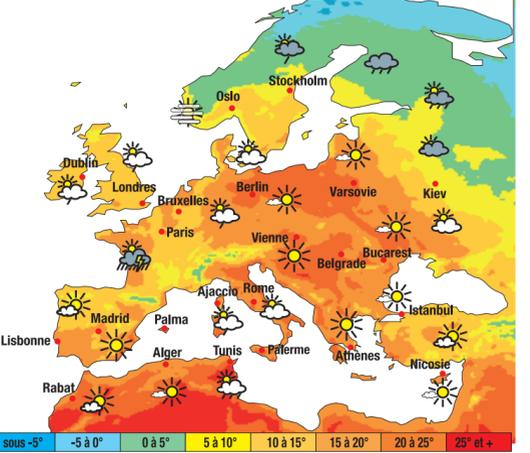 Stockholm
Oslo
Dublin
Londres
Berlin
Varsovie
Kiev
Bruxelles
Paris
Vienne
Belgrade
Bucarest
Ajaccio
Rome
Madrid
Palma
Istanbul
Lisbonne
Alger
Tunis
Palerme
Athènes
Nicosie
Rabat
sous -5° -5 à 0° 0 à 5° 5 à 10° 10 à 15° 15 à 20° 20 à 25° 25° et +